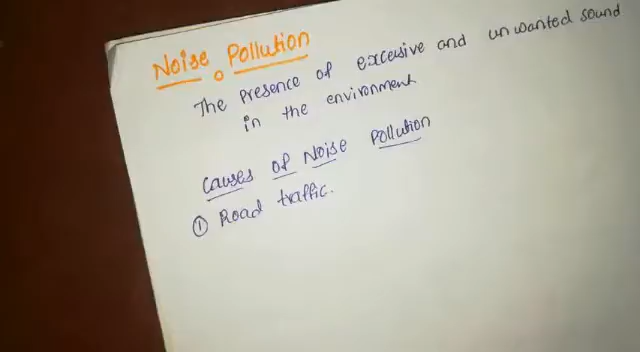 Noise Pollution
The presence of excessive and unwanted sound
in the environment
Causes of Noise Pollution
① Road traffic.